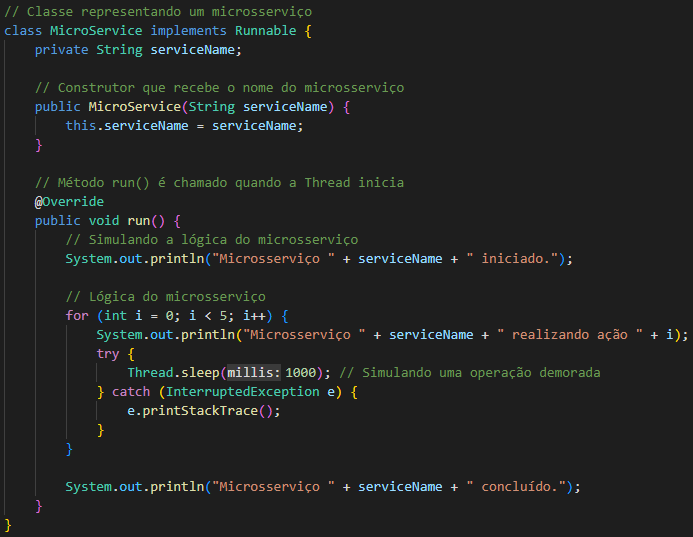 // Classe representando um microsserviço
class MicroService implements Runnable {
    private String serviceName;

    // Construtor que recebe o nome do microsserviço
    public MicroService(String serviceName) {
        this.serviceName = serviceName;
    }

    // Método run() é chamado quando a Thread inicia
    @Override
    public void run() {
        // Simulando a lógica do microsserviço
        System.out.println("Microsserviço " + serviceName + " iniciado.");

        // Lógica do microsserviço
        for (int i = 0; i < 5; i++) {
            System.out.println("Microsserviço " + serviceName + " realizando ação " + i);
            try {
                Thread.sleep(millis: 1000); // Simulando uma operação demorada
            } catch (InterruptedException e) {
                e.printStackTrace();
            }
        }

        System.out.println("Microsserviço " + serviceName + " concluído.");
    }
}